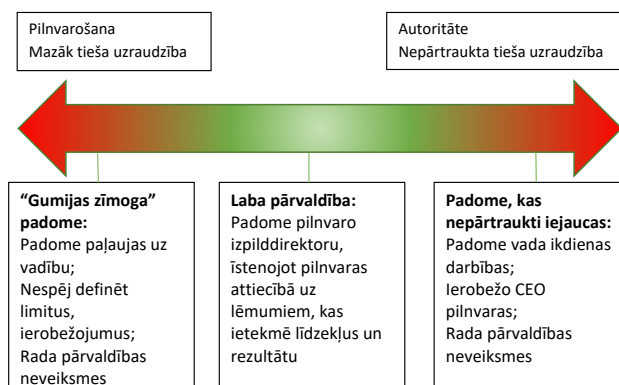 Pilnvarošana
Mazāk tieša uzraudzība
Autoritāte
Nepārtraukta tieša uzraudzība
“Gumijas zīmoga”
padome:
Padome paļaujas uz
vadību;
Nespēj definēt
limitus,
ierobežojumus;
Rada pārvaldības
neveiksmes
Laba pārvaldība:
Padome pilnvaro
izpilddirektoru,
īstenojot pilnvaras
attiecībā uz
lēmumiem, kas
ietekmē līdzekļus un
rezultātu
Padome, kas
nepārtraukti iejaucas:
Padome vada ikdienas
darbības;
Ierobežo CEO
pilnvaras;
Rada pārvaldības
neveiksmes